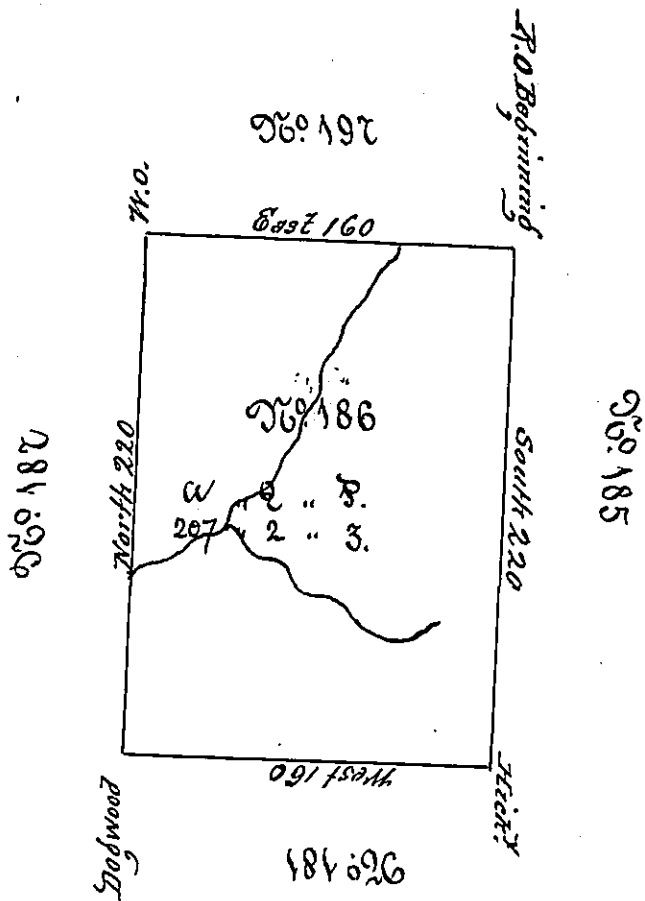 R.O. Beginning
No. 192
W.O.
East 160
No. 186
A " R " P.
207 " 2 " 3.
North 220
South 220
No. 187
No. 185
West 160
Hick.y
Dogwood
No. 181